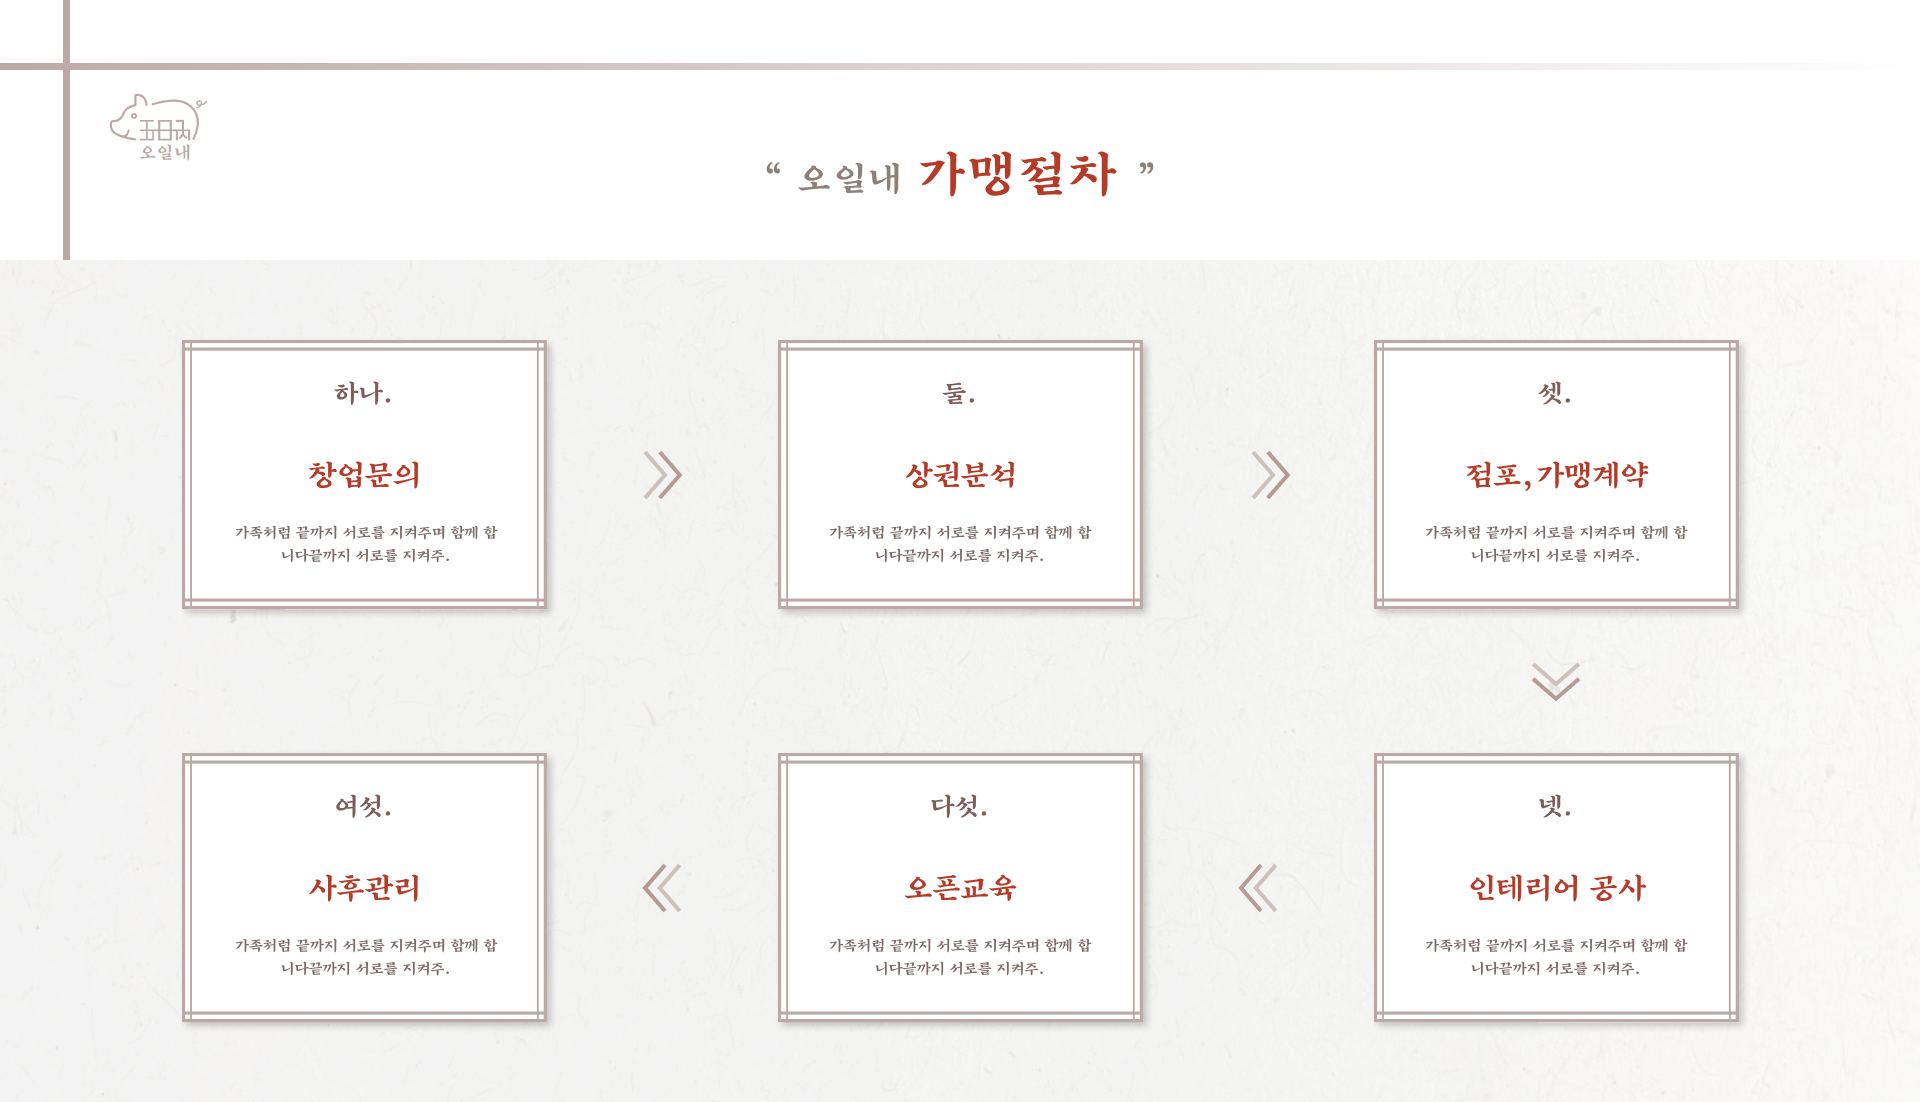 오일내
“ 오일내 가맹절차 ”
하나.
창업문의
가족처럼 끝까지 서로를 지켜주며 함께 합
니다끝까지 서로를 지켜주.
둘.
상권분석
가족처럼 끝까지 서로를 지켜주며 함께 합
니다끝까지 서로를 지켜주.
셋.
점포, 가맹계약
가족처럼 끝까지 서로를 지켜주며 함께 합
니다끝까지 서로를 지켜주.
넷.
인테리어 공사
가족처럼 끝까지 서로를 지켜주며 함께 합
니다끝까지 서로를 지켜주.
다섯.
오픈교육
가족처럼 끝까지 서로를 지켜주며 함께 합
니다끝까지 서로를 지켜주.
여섯.
사후관리
가족처럼 끝까지 서로를 지켜주며 함께 합
니다끝까지 서로를 지켜주.